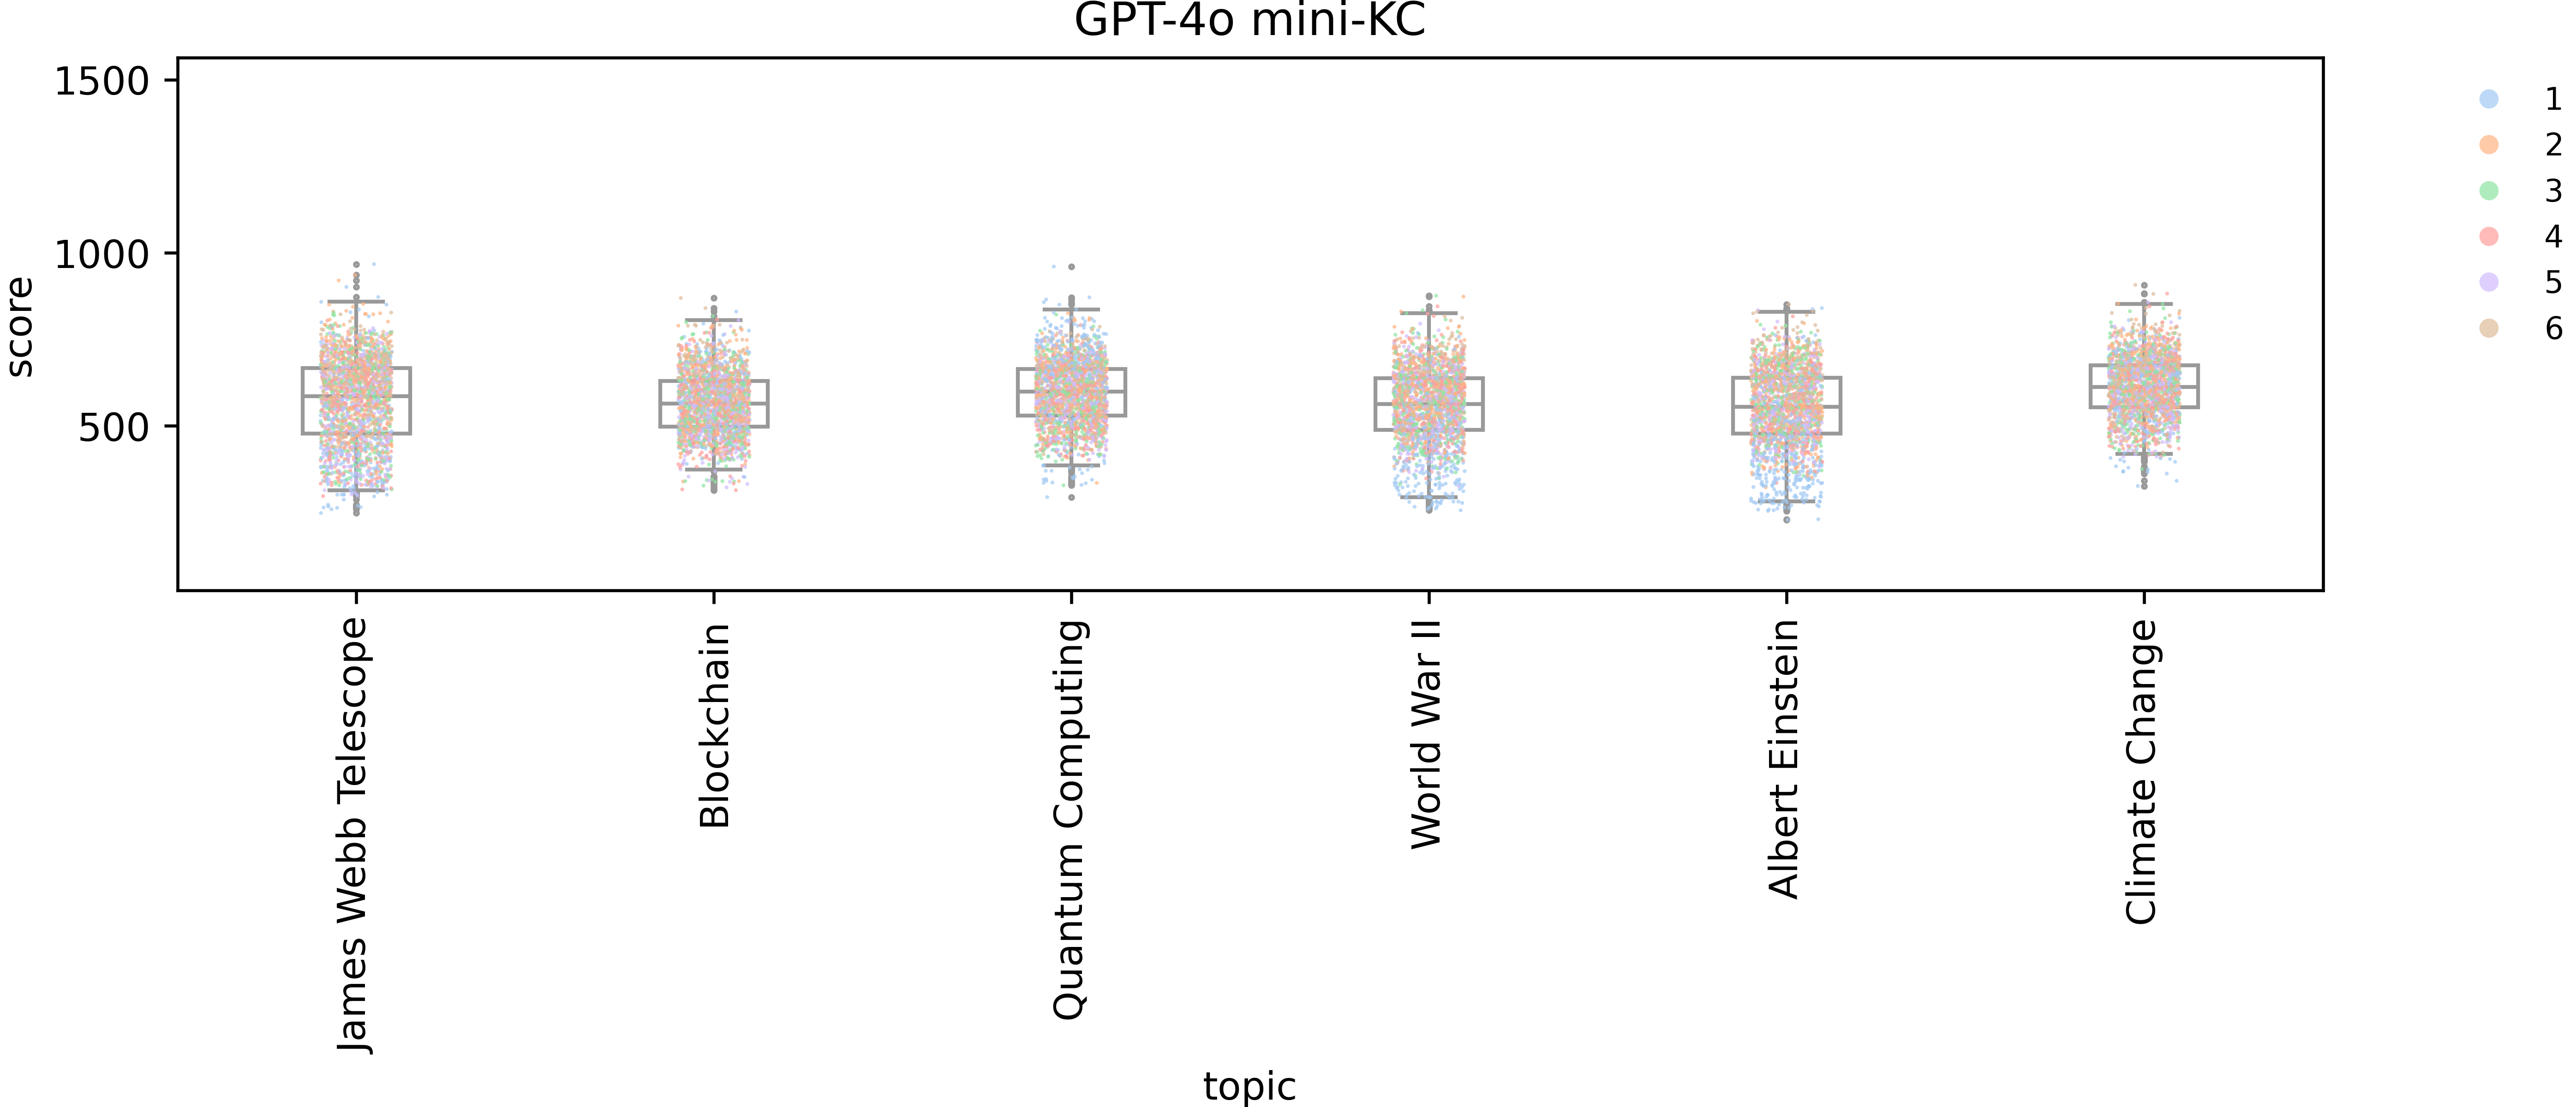 GPT-4o mini-KC
1500
1000
500
score
James Webb Telescope
Blockchain
Quantum Computing
World War II
Albert Einstein
Climate Change
topic
1
2
3
4
5
6